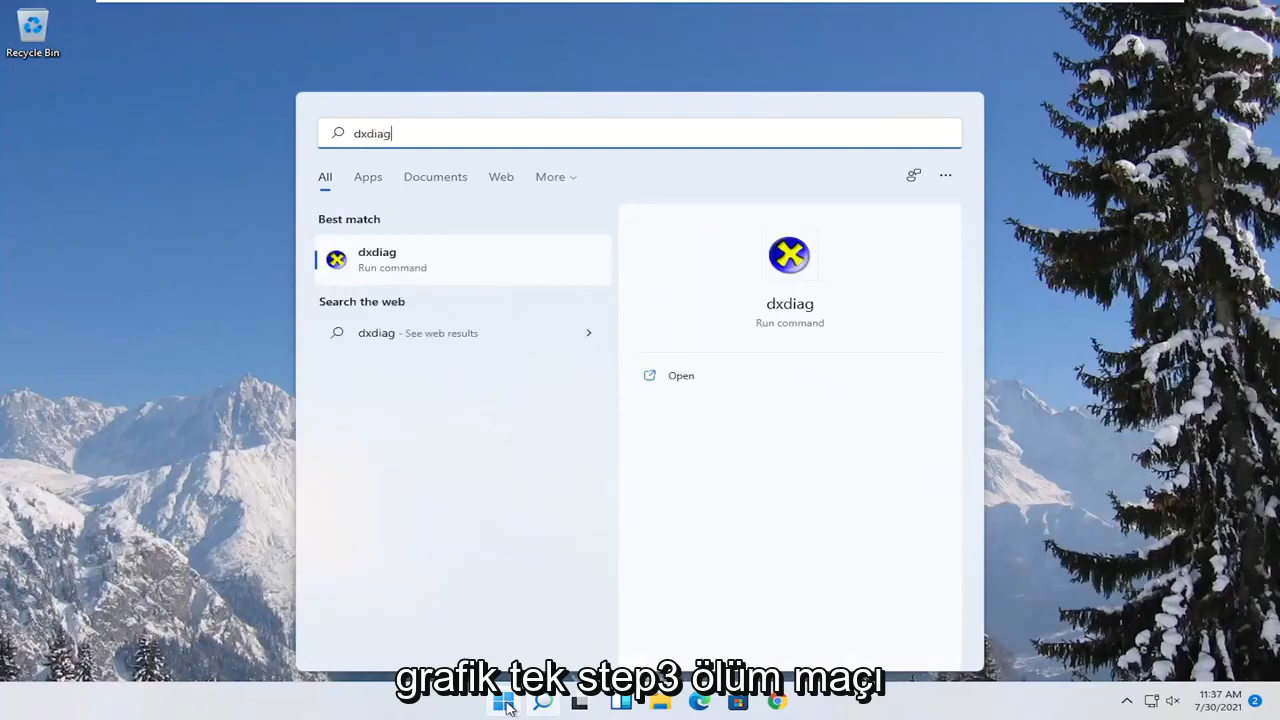 Recycle Bin
dxdiag
All Apps Documents Web More
Best match
dxdiag
Run command
Search the web
dxdiag - See web results
dxdiag
Run command
Open
grafik tek step3 ölüm maçı
11:37 AM
7/30/2021
2